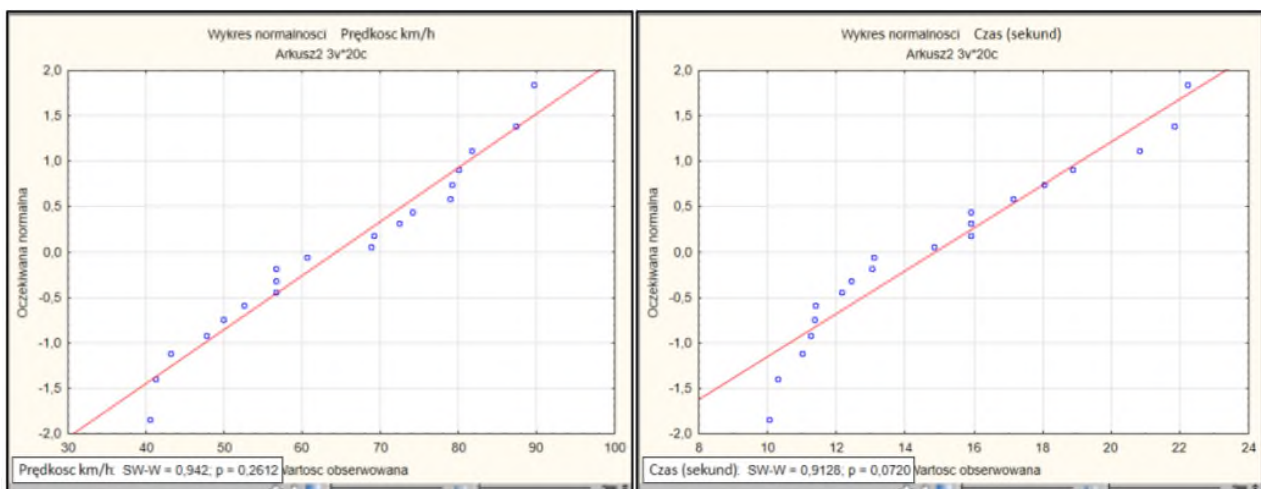 Wykres normalnosci Prędkosc km/h
Arkusz2 3v*20c
2,0
1,5
1,0
0,5
0,0
-0,5
-1,0
-1,5
-2,0
Oczekiwana normalna
30 40 50 60 70 80 90 100
Prędkosc km/h: SW-W = 0,942; p = 0,2612 Wartosc obserwowana
Wykres normalnosci Czas (sekund)
Arkusz2 3v*20c
2,0
1,5
1,0
0,5
0,0
-0,5
-1,0
-1,5
-2,0
Oczekiwana normalna
8 10 12 14 16 18 20 22 24
Czas (sekund): SW-W = 0,9128; p = 0,0720 Wartosc obserwowana